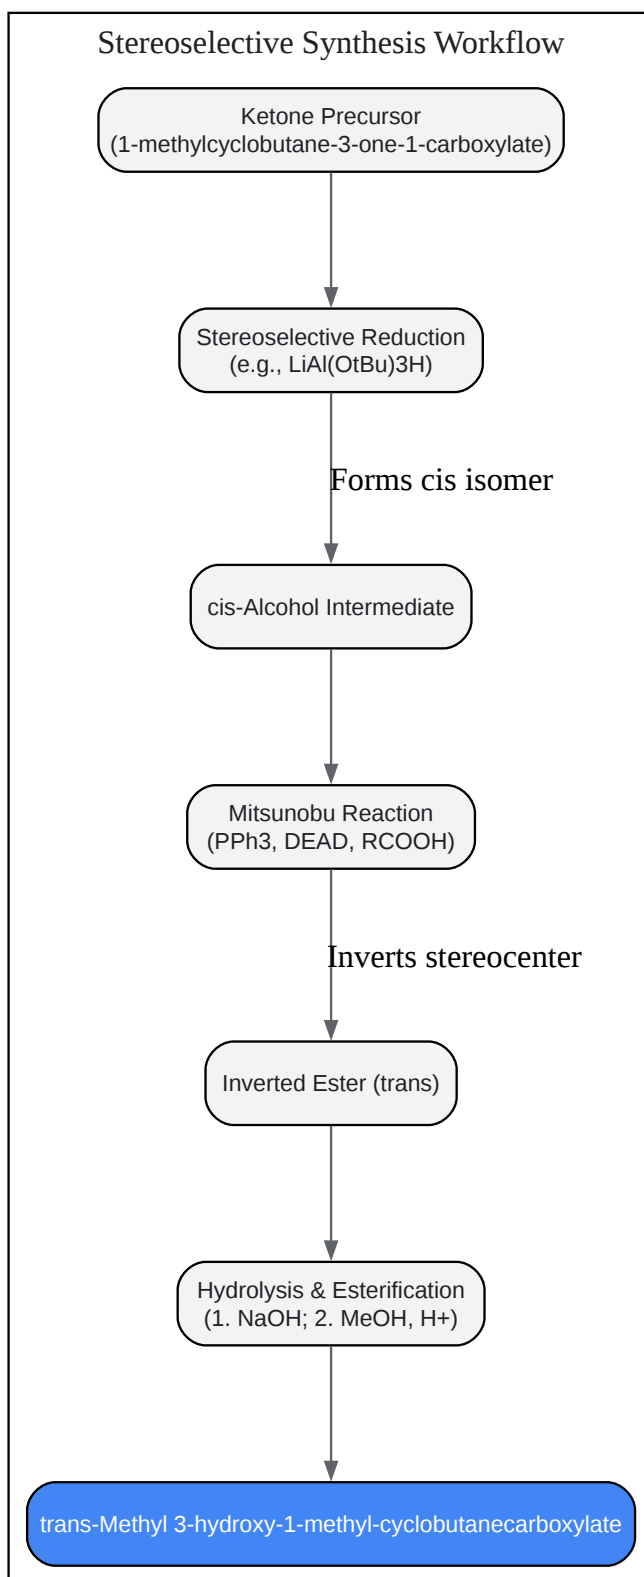 Stereoselective Synthesis Workflow
Ketone Precursor
(1-methylcyclobutane-3-one-1-carboxylate)
Stereoselective Reduction
(e.g., LiAl(OtBu)3H)
Forms cis isomer
cis-Alcohol Intermediate
Mitsunobu Reaction
(PPh3, DEAD, RCOOH)
Inverts stereocenter
Inverted Ester (trans)
Hydrolysis & Esterification
(1. NaOH; 2. MeOH, H+)
trans-Methyl 3-hydroxy-1-methyl-cyclobutanecarboxylate